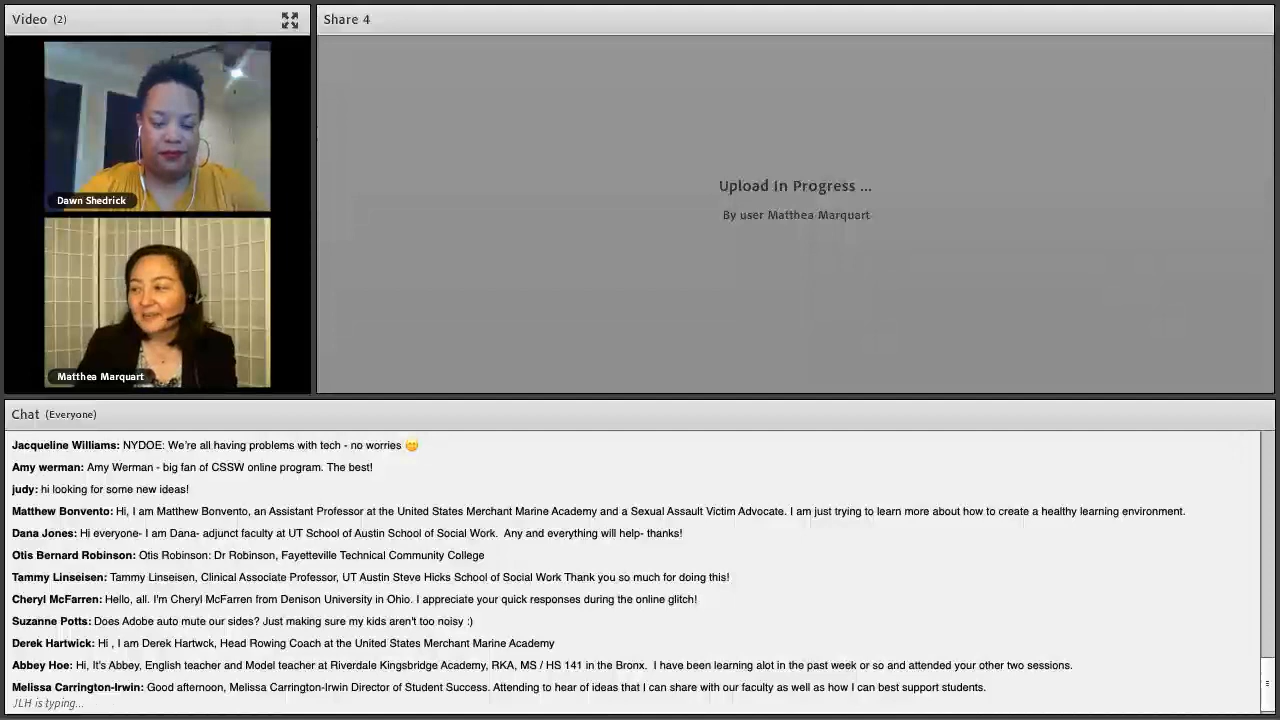 Video (2)
Share 4
Dawn Shedrick
Matthea Marquart
Upload In Progress ...
By user Matthea Marquart
Chat (Everyone)
Jacqueline Williams: NYDOE: We're all having problems with tech - no worries 😁
Amy werman: Amy Werman - big fan of CSSW online program. The best!
judy: hi looking for some new ideas!
Matthew Bonvento: Hi, I am Matthew Bonvento, an Assistant Professor at the United States Merchant Marine Academy and a Sexual Assault Victim Advocate. I am just trying to learn more about how to create a healthy learning environment.
Dana Jones: Hi everyone- I am Dana- adjunct faculty at UT School of Austin School of Social Work.  Any and everything will help- thanks!
Otis Bernard Robinson: Otis Robinson: Dr Robinson, Fayetteville Technical Community College
Tammy Linseisen: Tammy Linseisen, Clinical Associate Professor, UT Austin Steve Hicks School of Social Work Thank you so much for doing this!
Cheryl McFarren: Hello, all. I'm Cheryl McFarren from Denison University in Ohio. I appreciate your quick responses during the online glitch!
Suzanne Potts: Does Adobe auto mute our sides? Just making sure my kids aren't too noisy :)
Derek Hartwick: Hi , I am Derek Hartwck, Head Rowing Coach at the United States Merchant Marine Academy
Abbey Hoe: Hi, It's Abbey, English teacher and Model teacher at Riverdale Kingsbridge Academy, RKA, MS / HS 141 in the Bronx.  I have been learning alot in the past week or so and attended your other two sessions.
Melissa Carrington-Irwin: Good afternoon, Melissa Carrington-Irwin Director of Student Success. Attending to hear of ideas that I can share with our faculty as well as how I can best support students.
JLH is typing...